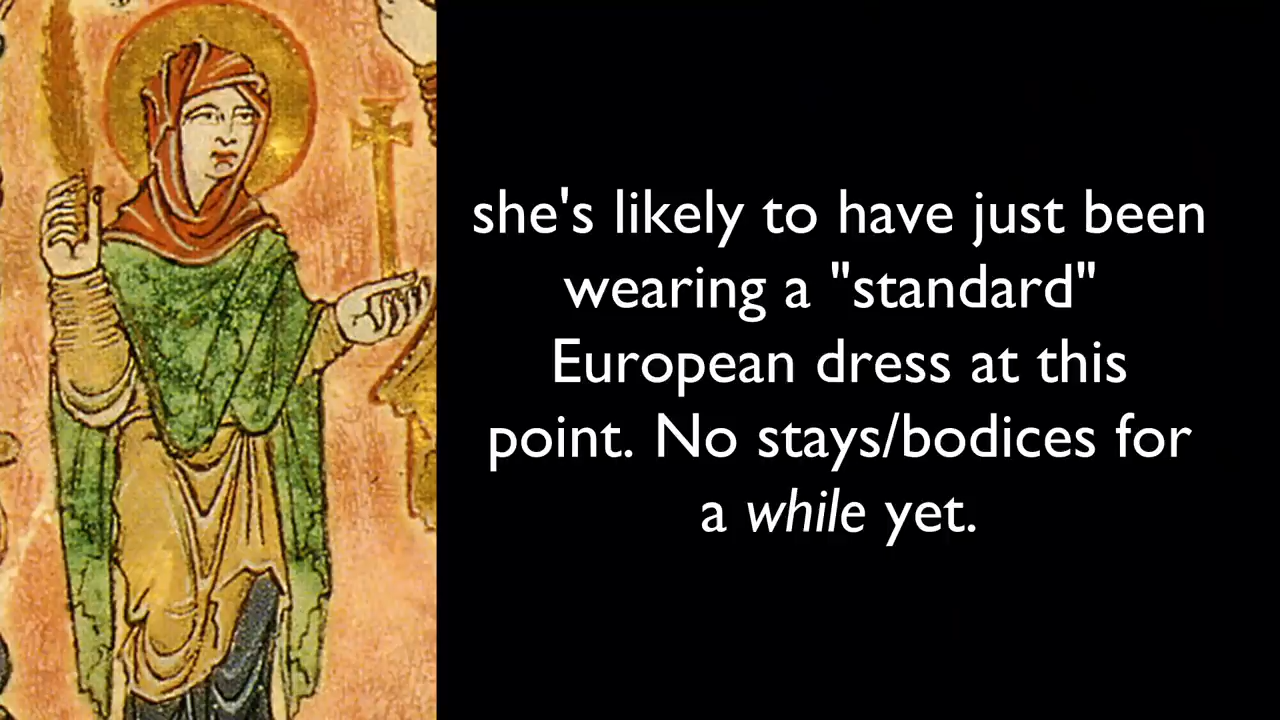 she's likely to have just been
wearing a "standard"
European dress at this
point. No stays/bodices for
a while yet.